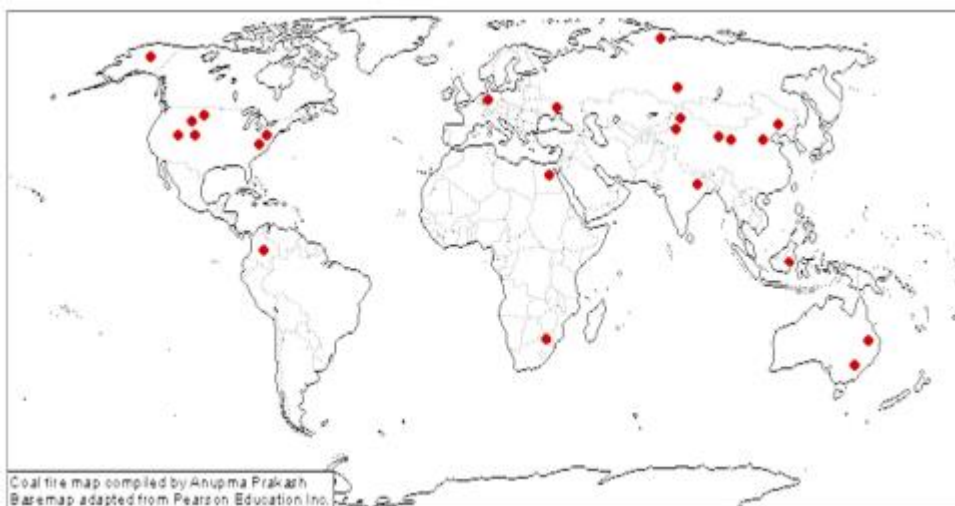 Coal fire map compiled by Anupma Prakash
Basemap adapted from Pearson Education Inc.